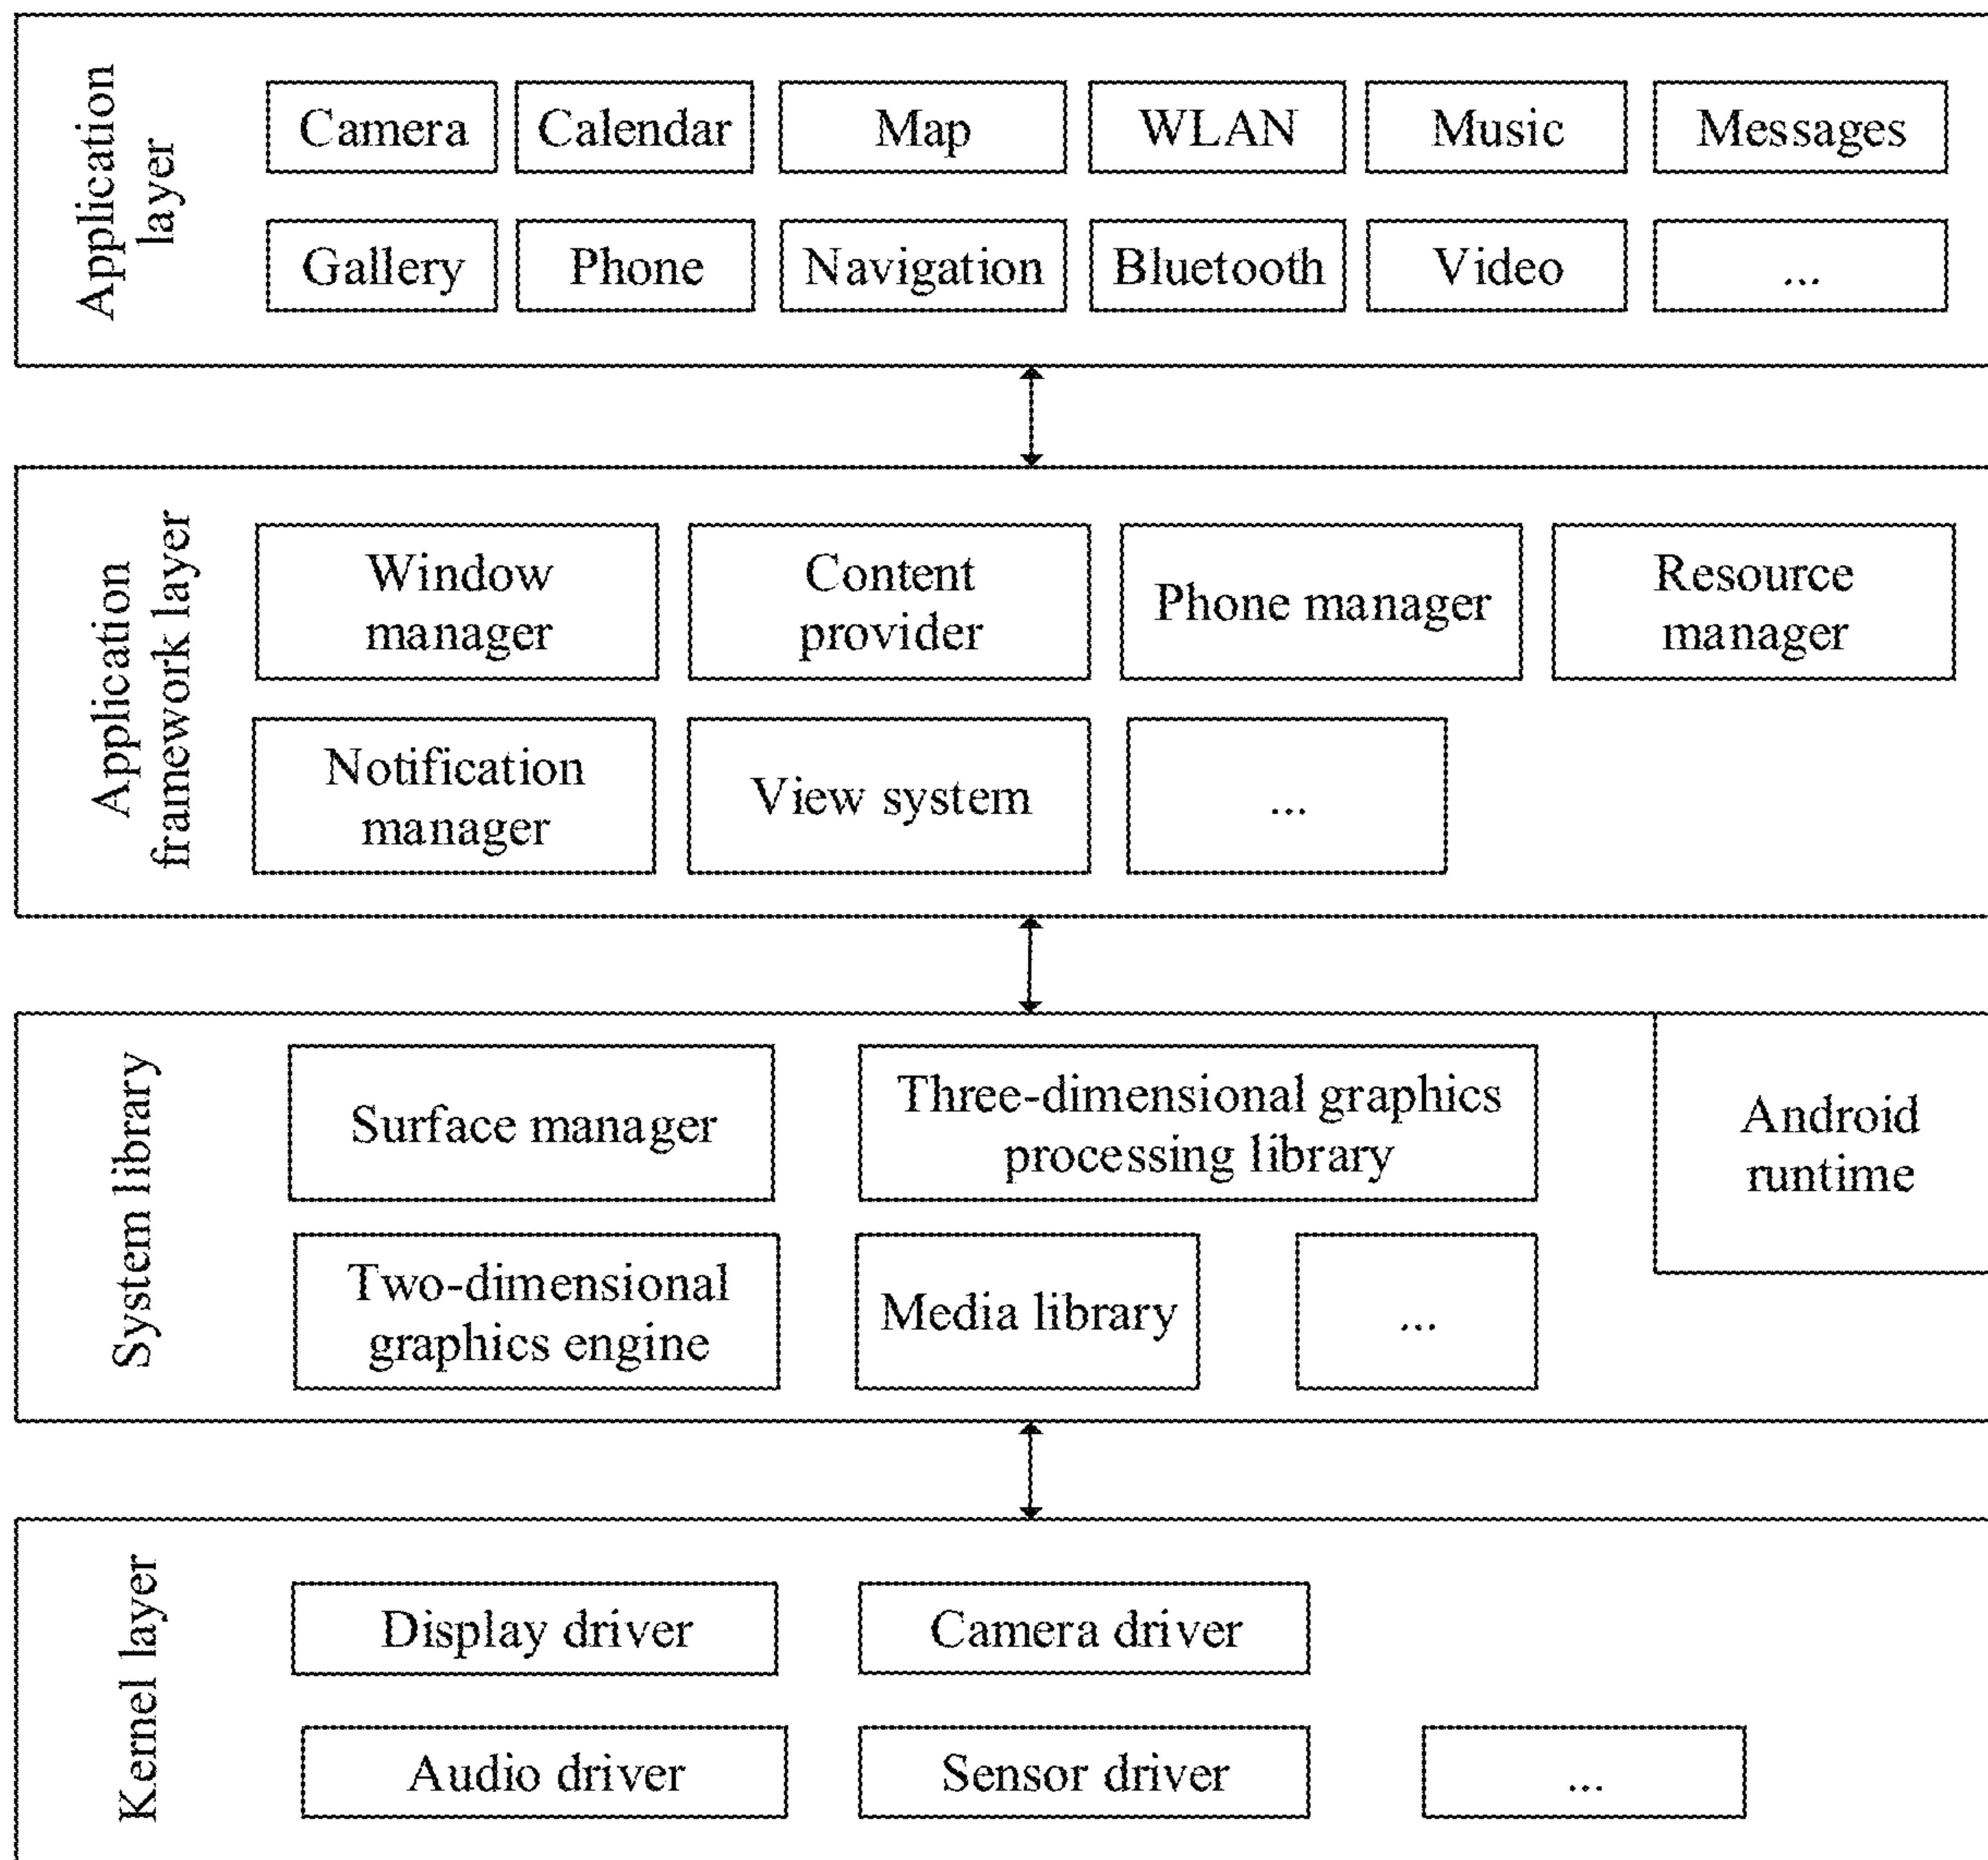 Application
layer
Camera
Calendar
Map
WLAN
Music
Messages
Gallery
Phone
Navigation
Bluetooth
Video
...
Application
framework layer
Window
manager
Content
provider
Phone manager
Resource
manager
Notification
manager
View system
...
System library
Surface manager
Three-dimensional graphics
processing library
Android
runtime
Two-dimensional
graphics engine
Media library
...
Kernel layer
Display driver
Camera driver
Audio driver
Sensor driver
...